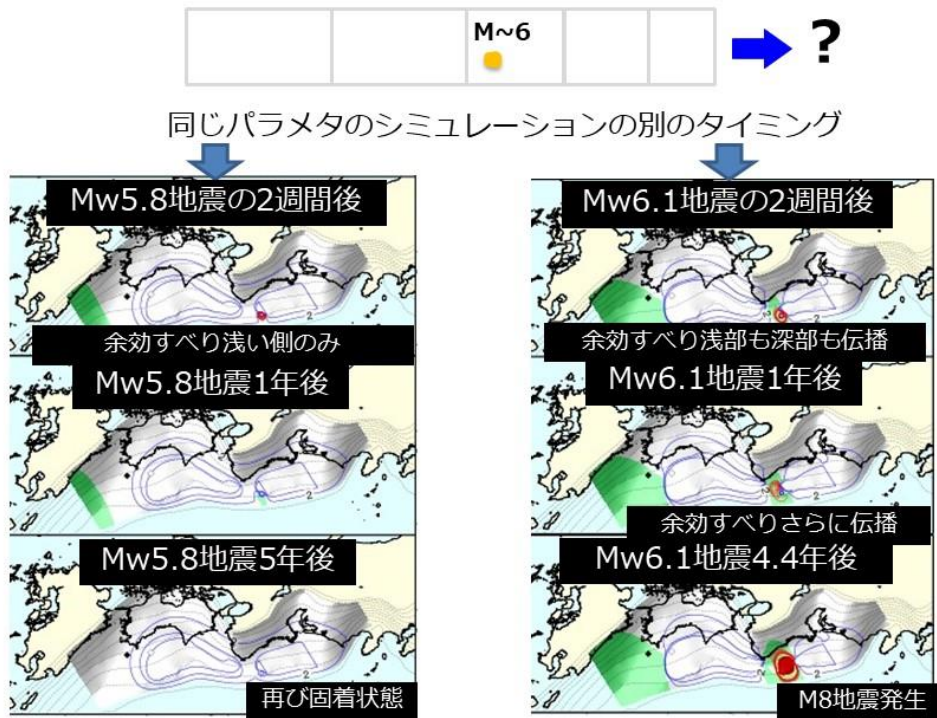 M~6
?
同じパラメタのシミュレーションの別のタイミング
Mw5.8地震の2週間後
余効すべり浅い側のみ
Mw5.8地震1年後
2
Mw5.8地震5年後
2
再び固着状態
Mw6.1地震の2週間後
2
余効すべり浅部も深部も伝播
Mw6.1地震1年後
2
余効すべりさらに伝播
Mw6.1地震4.4年後
2
M8地震発生